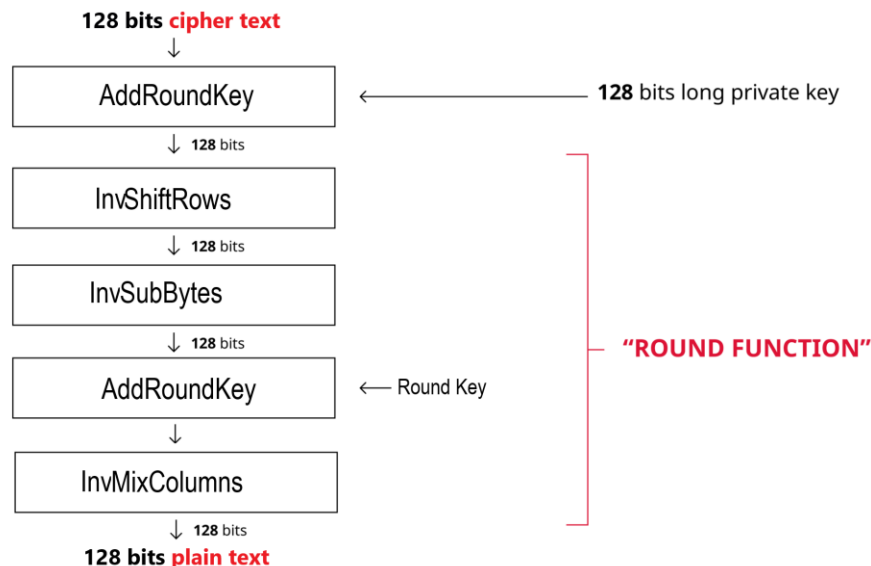 128 bits cipher text
AddRoundKey
128 bits long private key
128 bits
InvShiftRows
128 bits
InvSubBytes
“ROUND FUNCTION”
128 bits
AddRoundKey
Round Key
InvMixColumns
128 bits
128 bits plain text